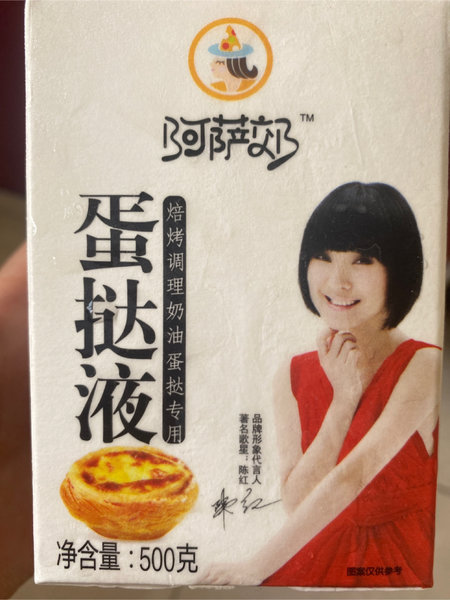 阿萨奶™
蛋挞液
焙烤调理奶油蛋挞专用
品牌形象代言人
著名歌星：陈红
陈红
净含量：500克
图案仅供参考